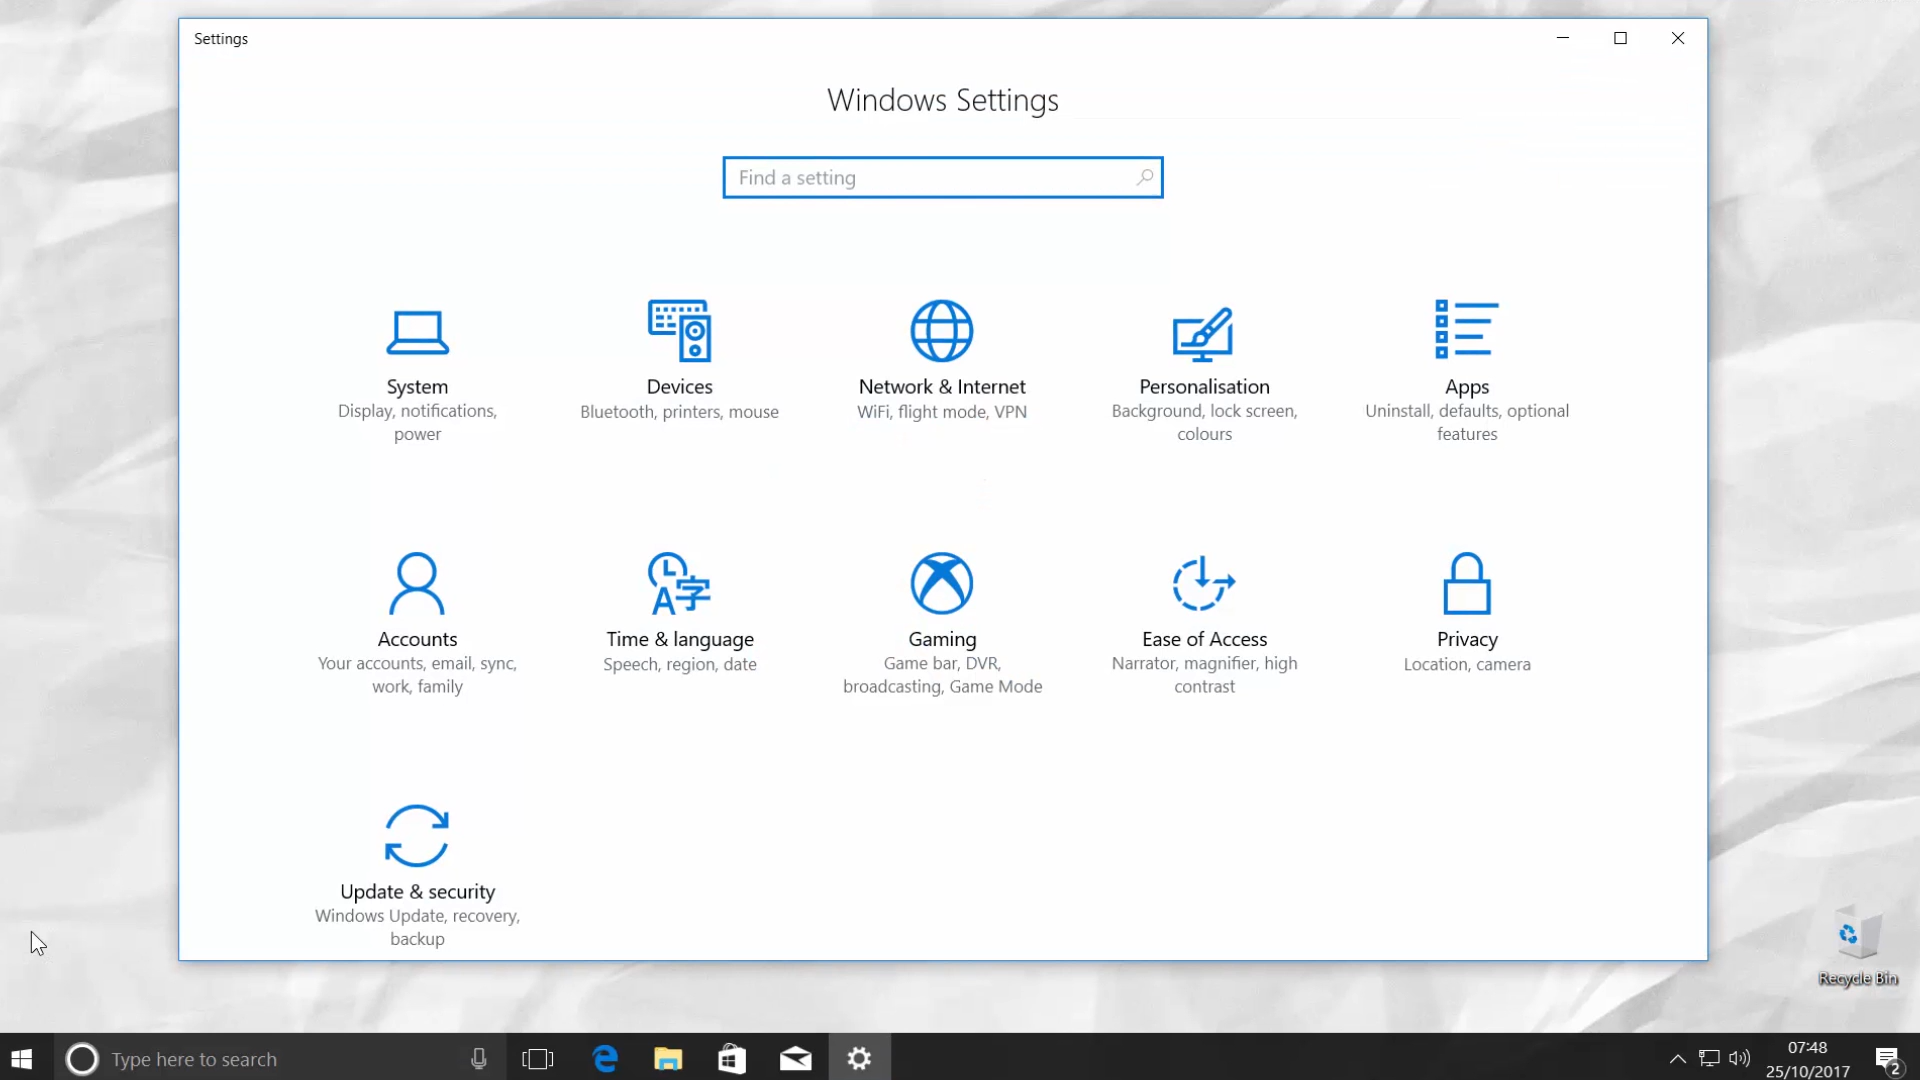 Settings
Windows Settings
Find a setting
System
Display, notifications,
power
Devices
Bluetooth, printers, mouse
Network & Internet
WiFi, flight mode, VPN
Personalisation
Background, lock screen,
colours
Apps
Uninstall, defaults, optional
features
Accounts
Your accounts, email, sync,
work, family
Time & language
Speech, region, date
Gaming
Game bar, DVR,
broadcasting, Game Mode
Ease of Access
Narrator, magnifier, high
contrast
Privacy
Location, camera
Update & security
Windows Update, recovery,
backup
Recycle Bin
Type here to search
07:48
25/10/2017
2